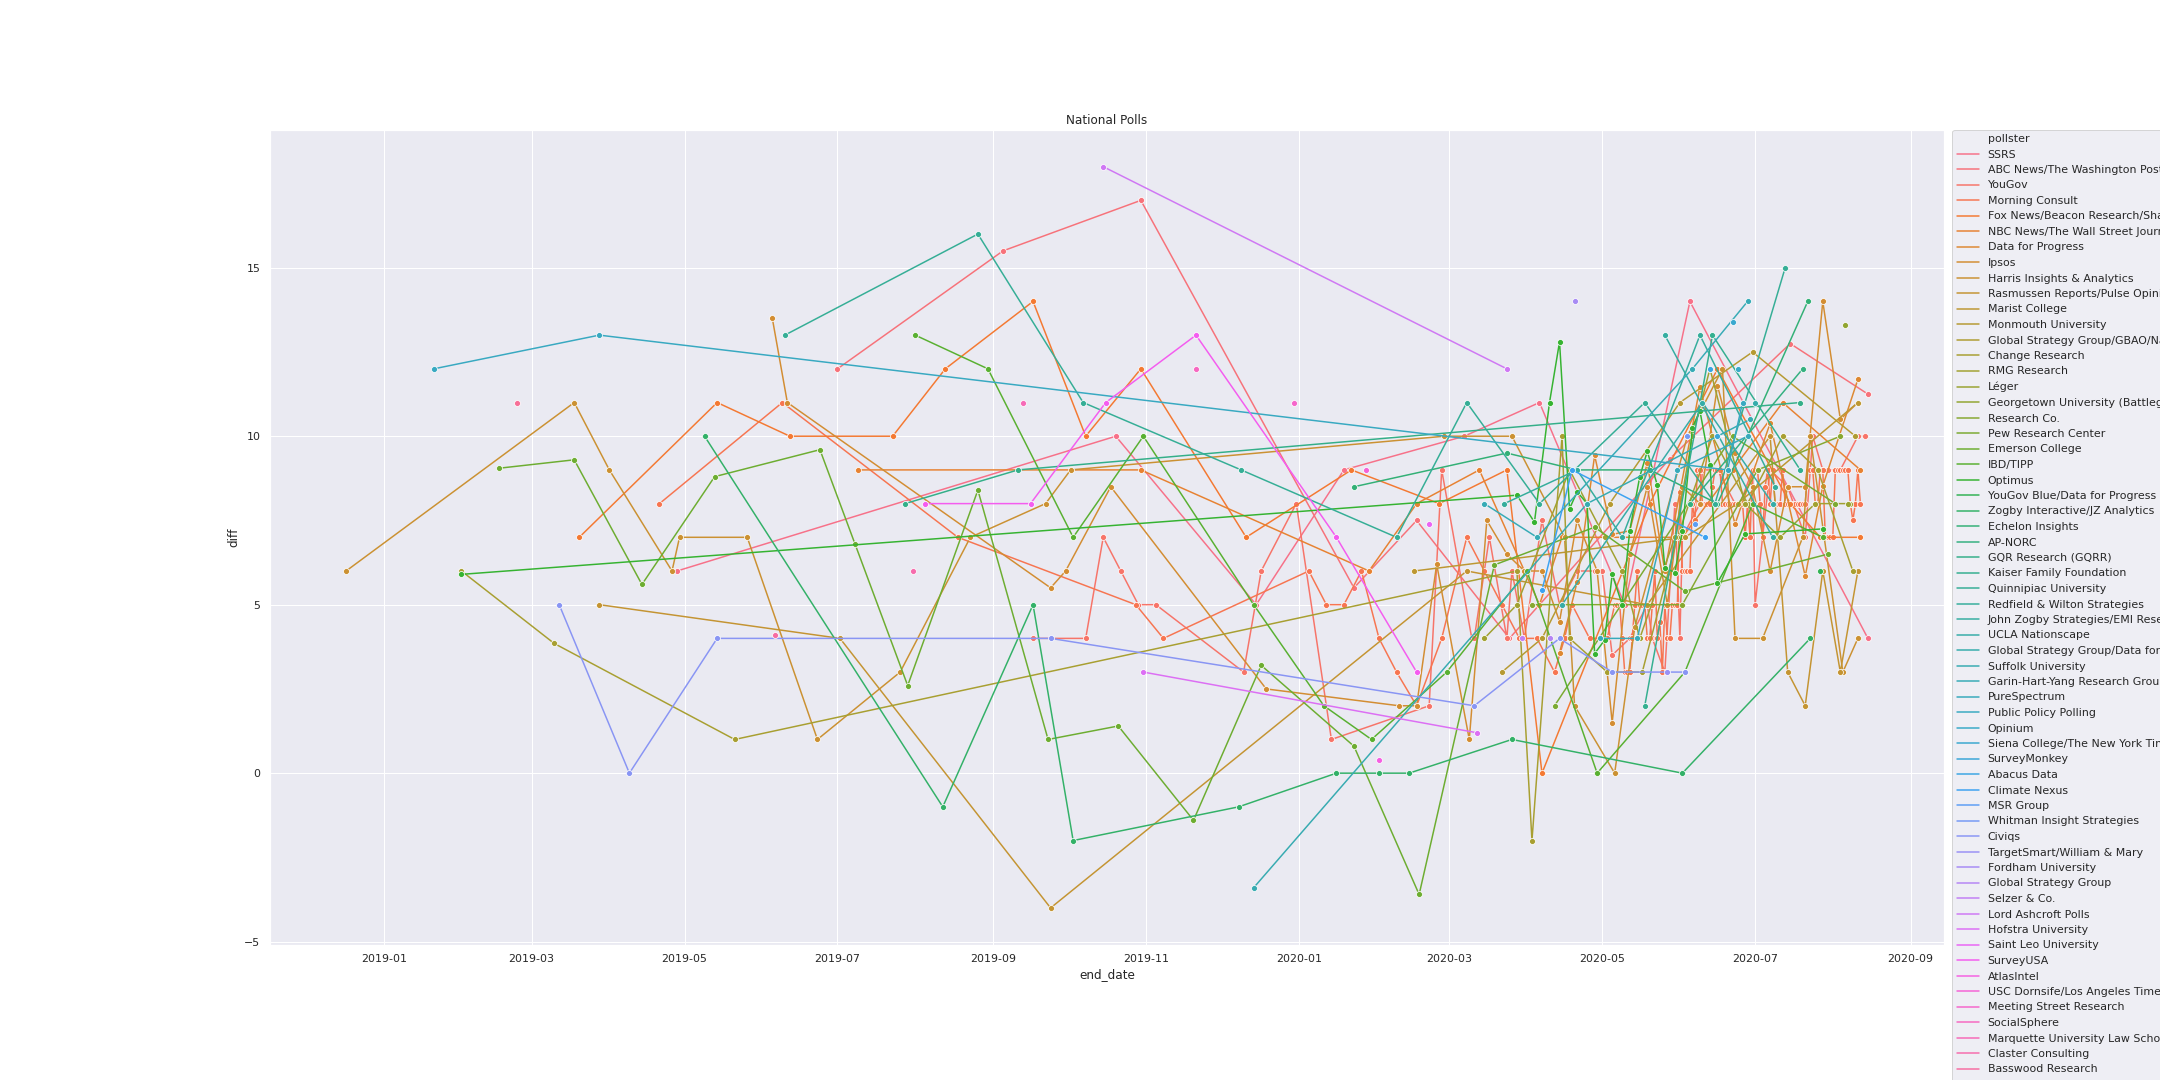 National Polls
diff
15
10
5
0
−5
2019-01
2019-03
2019-05
2019-07
2019-09
2019-11
2020-01
2020-03
2020-05
2020-07
2020-09
end_date
pollster
SSRS
ABC News/The Washington Post
YouGov
Morning Consult
Fox News/Beacon Research/Sha
NBC News/The Wall Street Journ
Data for Progress
Ipsos
Harris Insights & Analytics
Rasmussen Reports/Pulse Opini
Marist College
Monmouth University
Global Strategy Group/GBAO/Na
Change Research
RMG Research
Léger
Georgetown University (Battleg
Research Co.
Pew Research Center
Emerson College
IBD/TIPP
Optimus
YouGov Blue/Data for Progress
Zogby Interactive/JZ Analytics
Echelon Insights
AP-NORC
GQR Research (GQRR)
Kaiser Family Foundation
Quinnipiac University
Redfield & Wilton Strategies
John Zogby Strategies/EMI Rese
UCLA Nationscape
Global Strategy Group/Data for
Suffolk University
Garin-Hart-Yang Research Grou
PureSpectrum
Public Policy Polling
Opinium
Siena College/The New York Tim
SurveyMonkey
Abacus Data
Climate Nexus
MSR Group
Whitman Insight Strategies
Civiqs
TargetSmart/William & Mary
Fordham University
Global Strategy Group
Selzer & Co.
Lord Ashcroft Polls
Hofstra University
Saint Leo University
SurveyUSA
AtlasIntel
USC Dornsife/Los Angeles Time
Meeting Street Research
SocialSphere
Marquette University Law Scho
Claster Consulting
Basswood Research